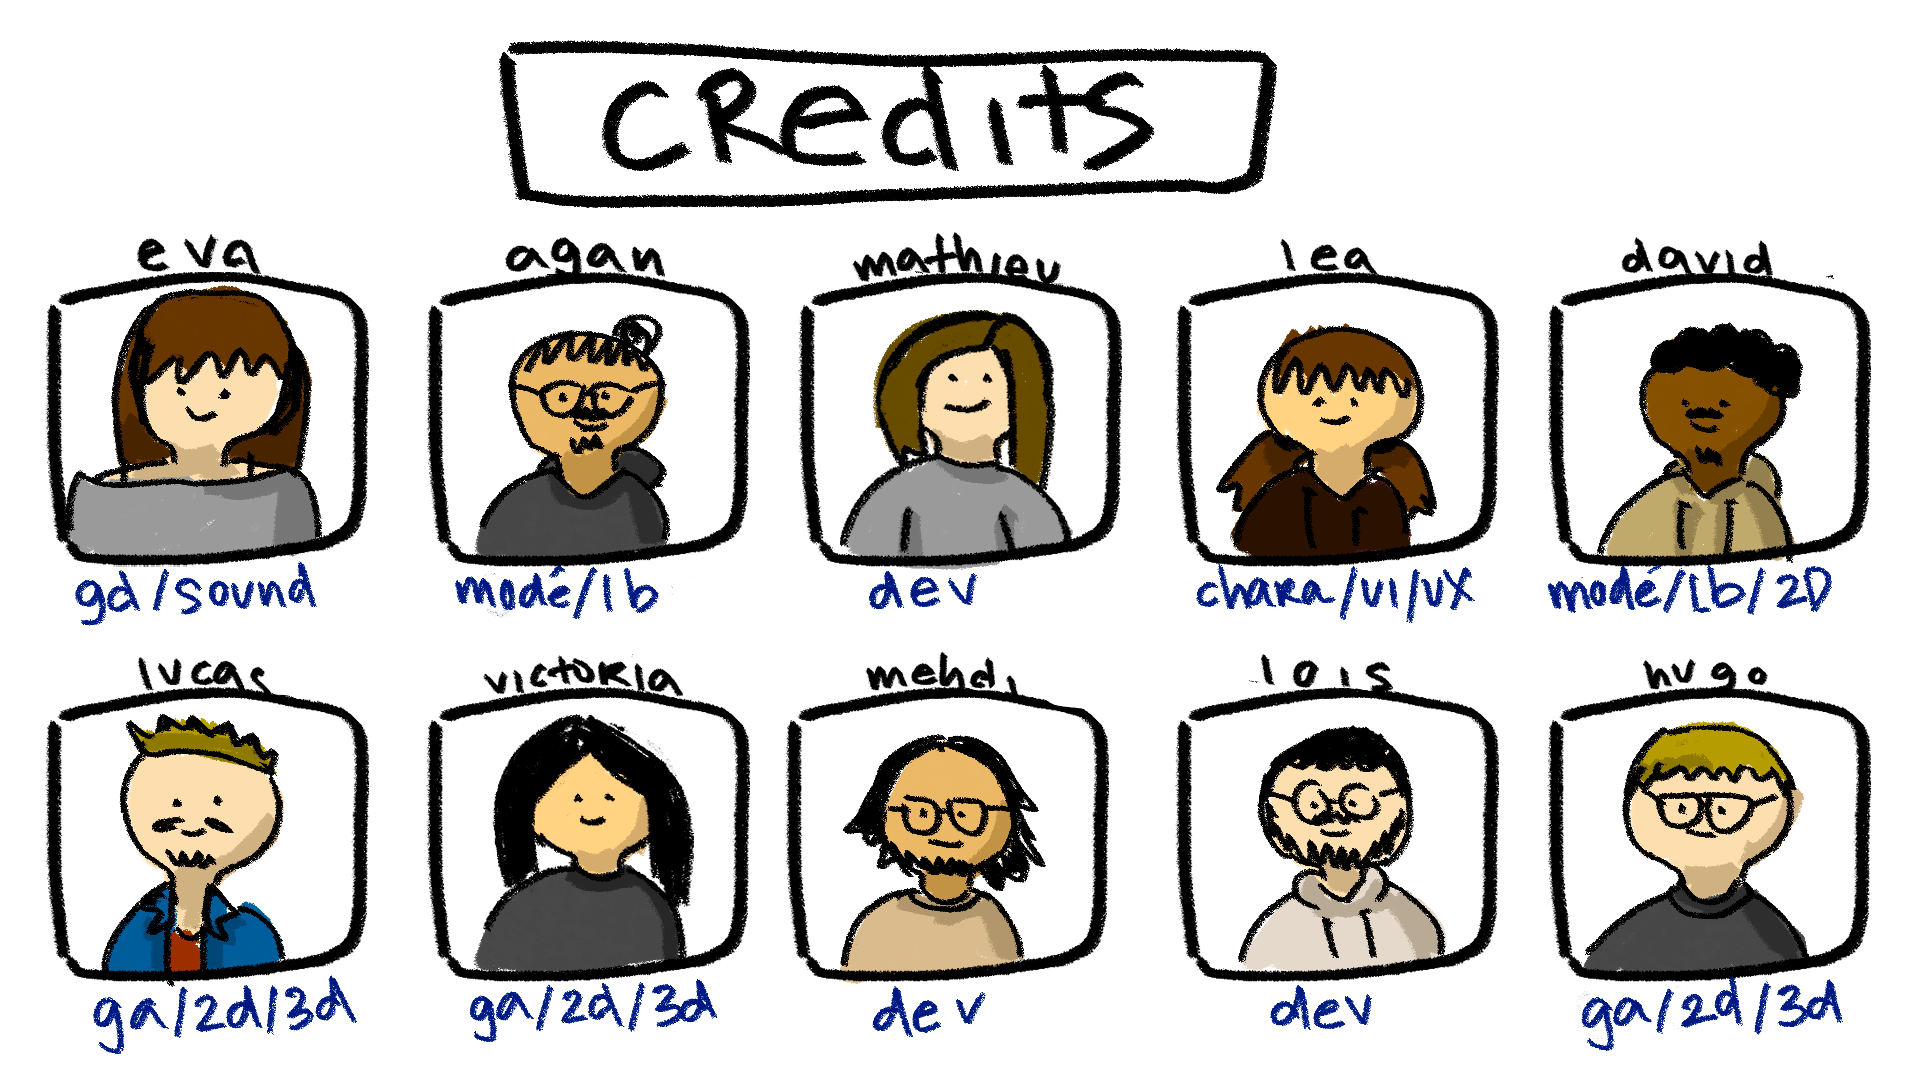 CRedits
eva
agan
mathieu
lea
david
gd/sound
modé/lb
dev
chara/ui/uX
modé/lb/2D
lucas
victoria
mehdi
lois
hugo
ga/2d/3d
ga/2d/3d
dev
dev
ga/2d/3d